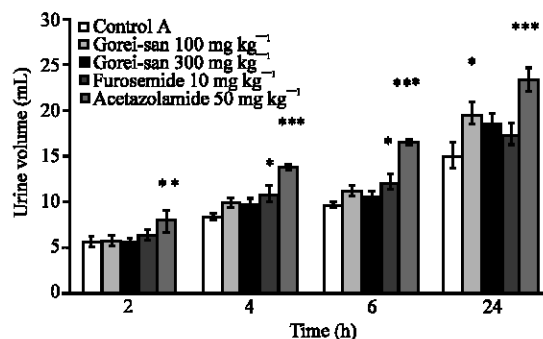 30
25
20
15
10
5
0
Urine volume (mL)
Control A
Gorei-san 100 mg kg⁻¹
Gorei-san 300 mg kg⁻¹
Furosemide 10 mg kg⁻¹
Acetazolamide 50 mg kg⁻¹
**
*
***
*
***
*
***
2 4 6 24
Time (h)